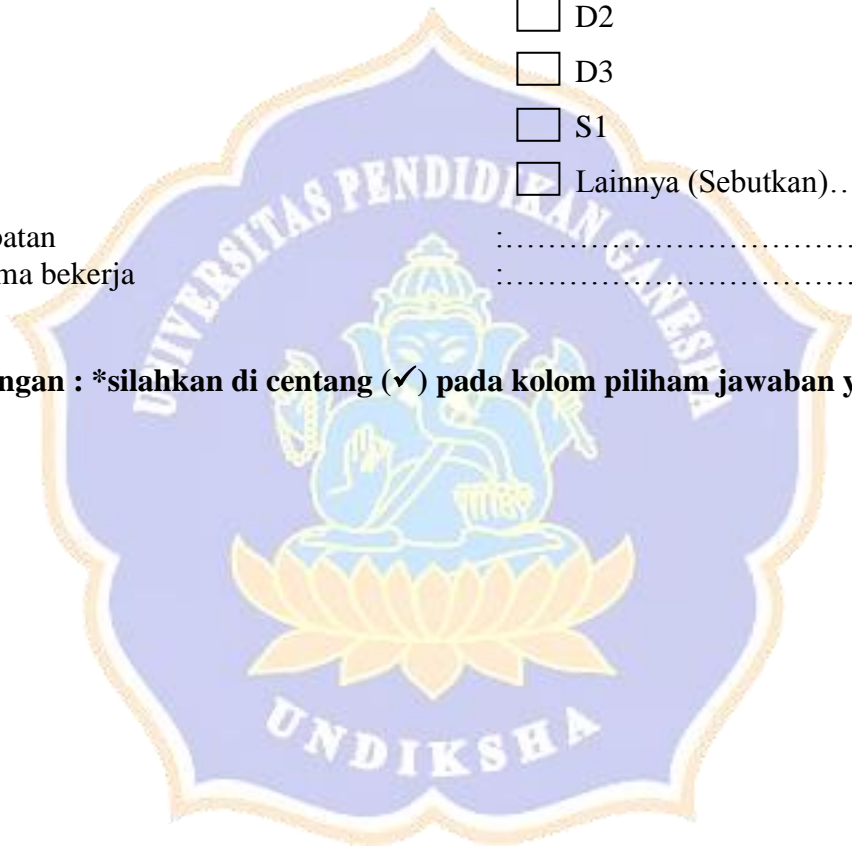 D2
D3
S1
Lainnya (Sebutkan)…
patan :……………………………
ma bekerja :……………………………
ngan : *silahkan di centang (✓) pada kolom piliham jawaban y
UNIVERSITAS PENDIDIKAN GANESHA
UNDIKSHA